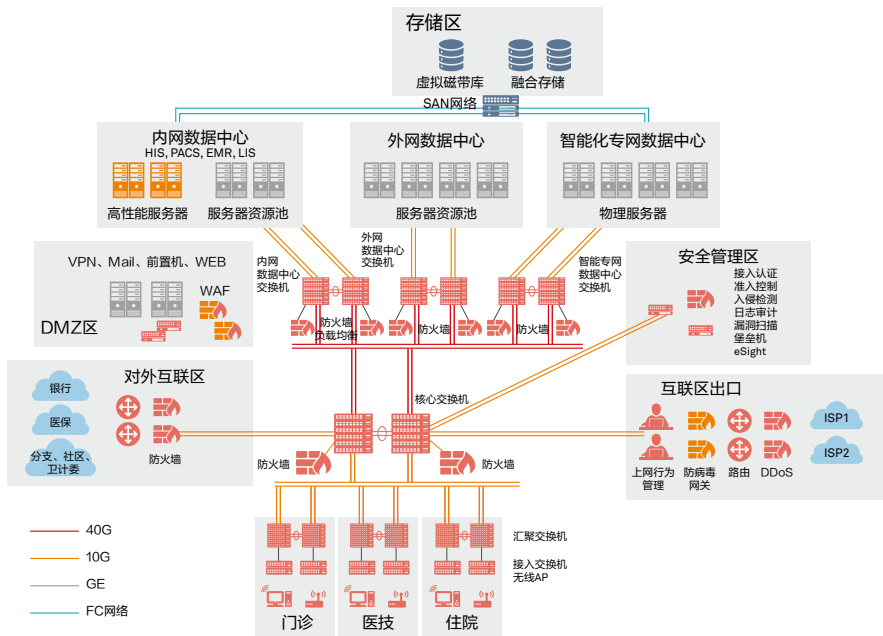 存储区
虚拟磁带库
融合存储
SAN网络
内网数据中心
HIS, PACS, EMR, LIS
高性能服务器
服务器资源池
外网数据中心
服务器资源池
智能化专网数据中心
物理服务器
VPN、Mail、前置机、WEB
WAF
DMZ区
内网
数据中心
交换机
外网
数据中心
交换机
智能专网
数据中心
交换机
防火墙
负载均衡
防火墙
防火墙
安全管理区
接入认证
准入控制
入侵检测
日志审计
漏洞扫描
堡垒机
eSight
对外互联区
银行
医保
分支、社区、
卫计委
防火墙
核心交换机
防火墙
防火墙
互联区出口
上网行为
管理
防病毒
网关
路由
DDoS
ISP1
ISP2
40G
10G
GE
FC网络
汇聚交换机
接入交换机
无线AP
门诊
医技
住院